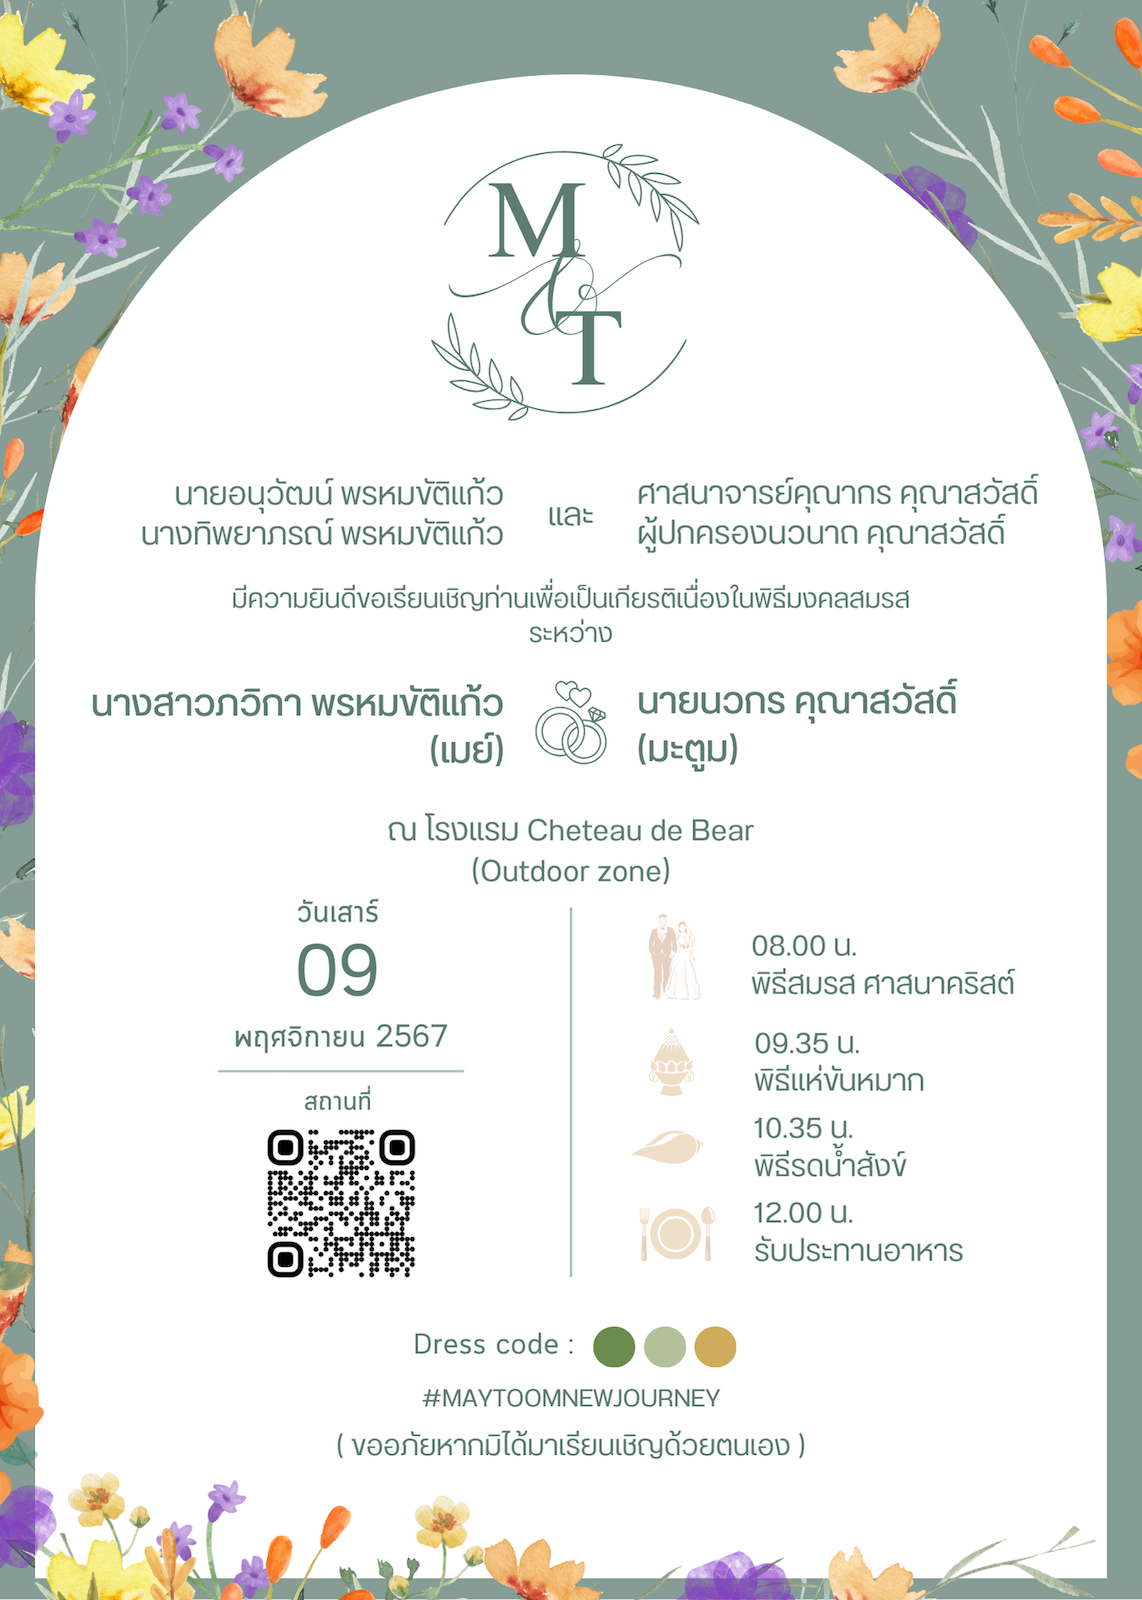 M
&
T
นายอนุวัฒน์ พรหมขัติแก้ว
นางทิพยาภรณ์ พรหมขัติแก้ว
และ
ศาสนาจารย์คุณากร คุณาสวัสดิ์
ผู้ปกครองนวนาถ คุณาสวัสดิ์
มีความยินดีขอเรียนเชิญท่านเพื่อเป็นเกียรติเนื่องในพิธีมงคลสมรส
ระหว่าง
นางสาวภวิกา พรหมขัติแก้ว
(เมย์)
นายนวกร คุณาสวัสดิ์
(มะตูม)
ณ โรงแรม Cheteau de Bear
(Outdoor zone)
วันเสาร์
09
พฤศจิกายน 2567
สถานที่
08.00 น.
พิธีสมรส ศาสนาคริสต์
09.35 น.
พิธีแห่ขันหมาก
10.35 น.
พิธีรดน้ำสังข์
12.00 น.
รับประทานอาหาร
Dress code :
#MAYTOOMNEWJOURNEY
( ขออภัยหากมิได้มาเรียนเชิญด้วยตนเอง )